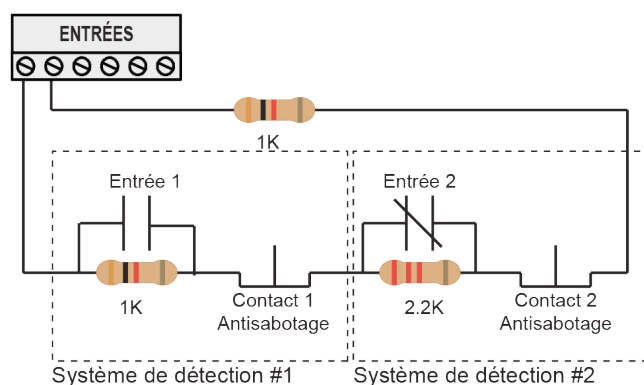 ENTRÉES
1K
Entrée 1
Entrée 2
1K
Contact 1
Antisabotage
2.2K
Contact 2
Antisabotage
Système de détection #1
Système de détection #2